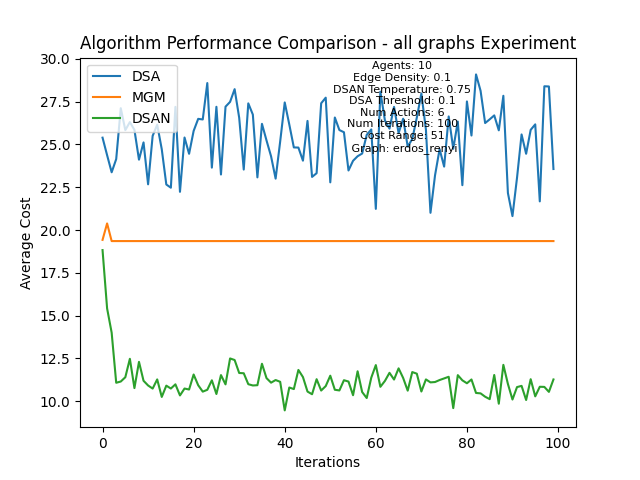 Algorithm Performance Comparison - all graphs Experiment
DSA
MGM
DSAN
Agents: 10
Edge Density: 0.1
DSAN Temperature: 0.75
DSA Threshold: 0.1
Num Actions: 6
Num Iterations: 100
Cost Range: 51
Graph: erdos_renyi
30.0
27.5
25.0
22.5
20.0
17.5
15.0
12.5
10.0
Average Cost
0 20 40 60 80 100
Iterations